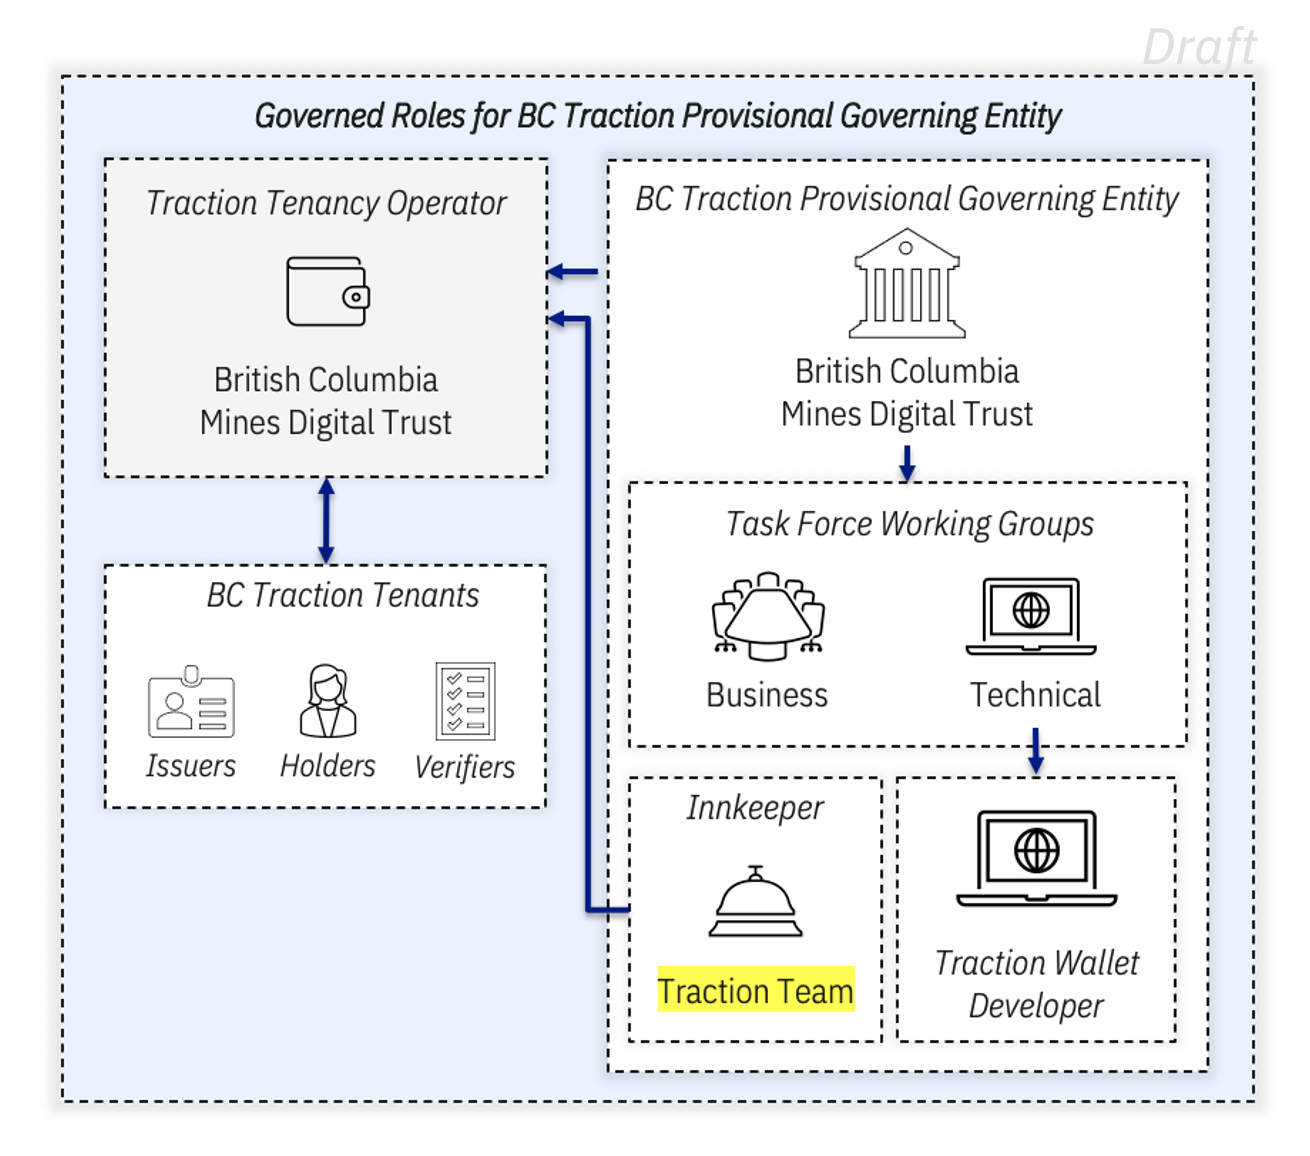 Draft
Governed Roles for BC Traction Provisional Governing Entity
Traction Tenancy Operator
British Columbia
Mines Digital Trust
BC Traction Tenants
Issuers
Holders
Verifiers
BC Traction Provisional Governing Entity
British Columbia
Mines Digital Trust
Task Force Working Groups
Business
Technical
Innkeeper
Traction Team
Traction Wallet
Developer